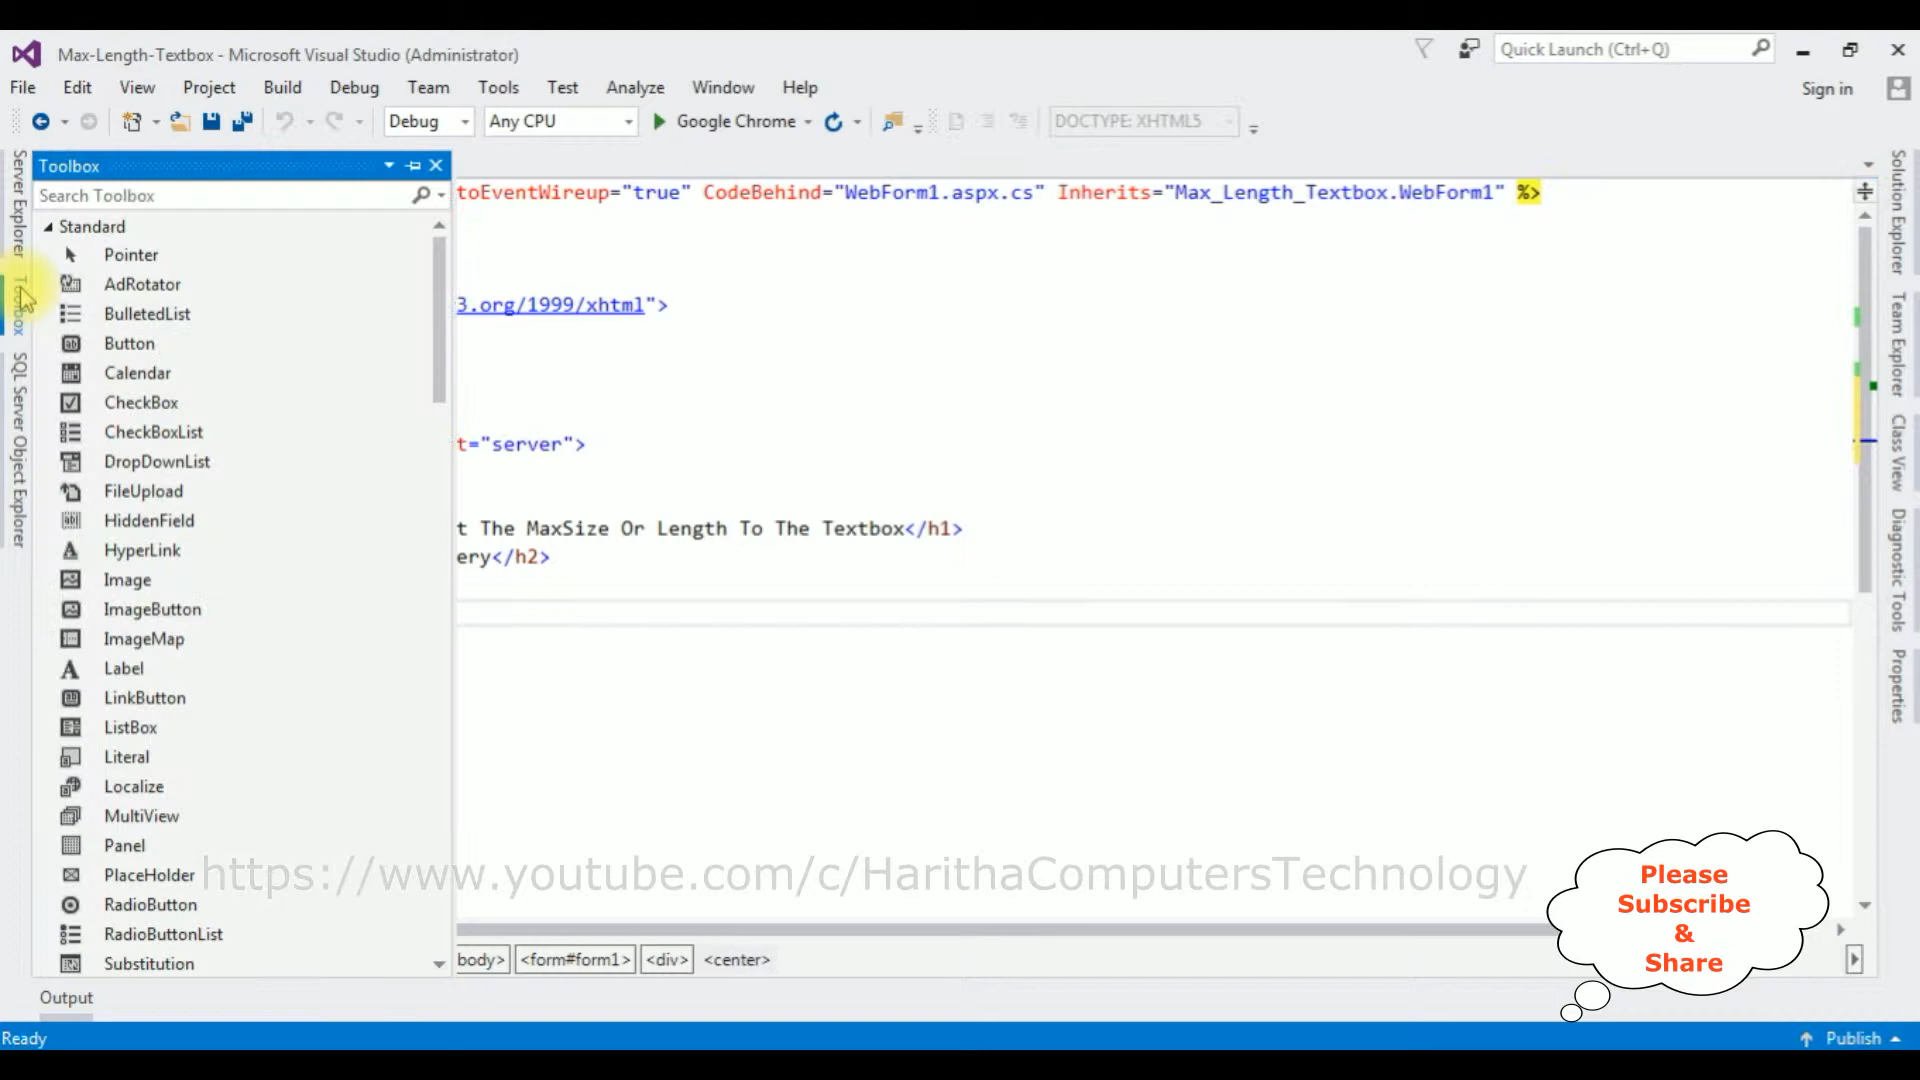 Max-Length-Textbox - Microsoft Visual Studio (Administrator)
Quick Launch (Ctrl+Q)
File Edit View Project Build Debug Team Tools Test Analyze Window Help
Sign in
Debug Any CPU Google Chrome DOCTYPE: XHTML5
Server Explorer
Toolbox
SQL Server Object Explorer
Toolbox
Search Toolbox
Standard
Pointer
AdRotator
BulletedList
Button
Calendar
CheckBox
CheckBoxList
DropDownList
FileUpload
HiddenField
HyperLink
Image
ImageButton
ImageMap
Label
LinkButton
ListBox
Literal
Localize
MultiView
Panel
PlaceHolder
RadioButton
RadioButtonList
Substitution
toEventWireup="true" CodeBehind="WebForm1.aspx.cs" Inherits="Max_Length_Textbox.WebForm1" %>
3.org/1999/xhtml">
t="server">
t The MaxSize Or Length To The Textbox</h1>
ery</h2>
https://www.youtube.com/c/HarithaComputersTechnology
body> <form#form1> <div> <center>
Solution Explorer
Team Explorer
Class View
Diagnostic Tools
Properties
Please
Subscribe
&
Share
Output
Ready
Publish